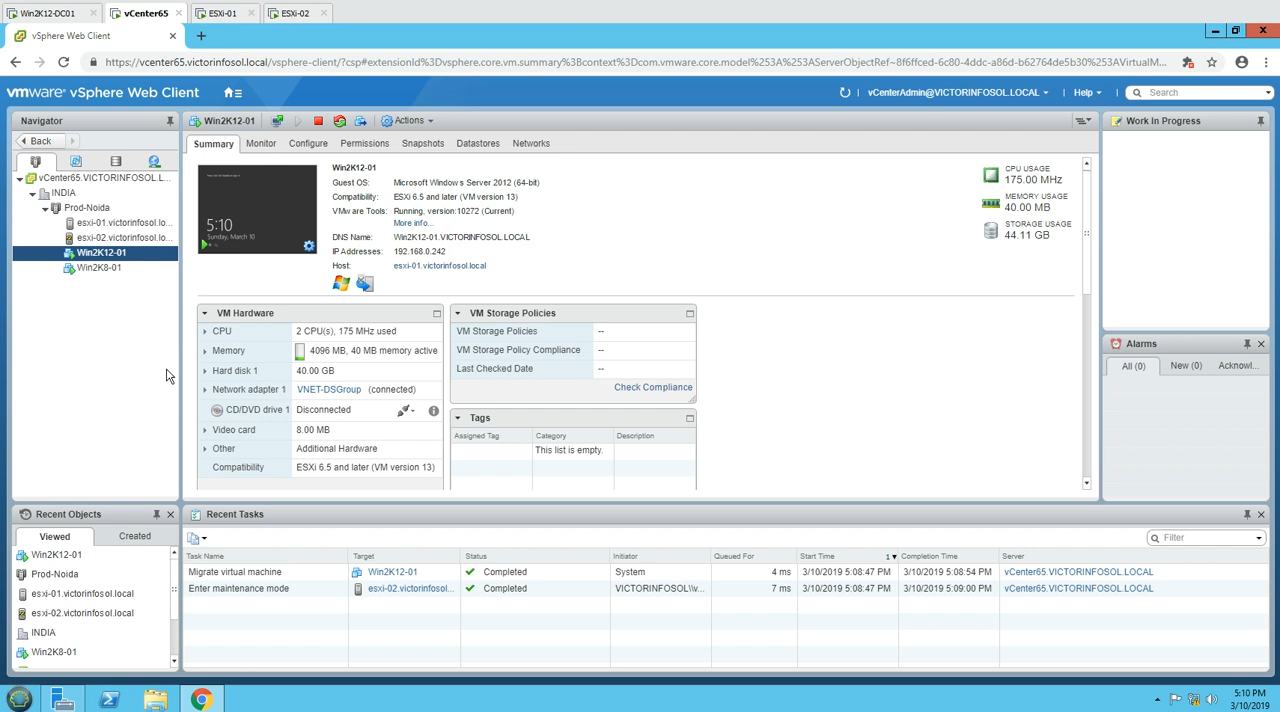 Win2K12-DC01
vCenter65
ESXi-01
ESXi-02
vSphere Web Client
https://vcenter65.victorinfosol.local/vsphere-client/?csp#extensionId%3Dvsphere.core.vm.summary%3Bcontext%3Dcom.vmware.core.model%253A%253AServerObjectRef~8f6ffced-6c80-4ddc-a86d-b62764de5b30%253AVirtualM...
vmware® vSphere Web Client
vCenterAdmin@VICTORINFOSOL.LOCAL
Help
Search
Navigator
Back
vCenter65.VICTORINFOSOL.L...
INDIA
Prod-Noida
esxi-01.victorinfosol.lo...
esxi-02.victorinfosol.lo...
Win2K12-01
Win2K8-01
Win2K12-01
Actions
Summary Monitor Configure Permissions Snapshots Datastores Networks
5:10
Sunday, March 10
Win2K12-01
Guest OS: Microsoft Windows Server 2012 (64-bit)
Compatibility: ESXi 6.5 and later (VM version 13)
VMware Tools: Running, version:10272 (Current)
More info...
DNS Name: Win2K12-01.VICTORINFOSOL.LOCAL
IP Addresses: 192.168.0.242
Host: esxi-01.victorinfosol.local
CPU USAGE
175.00 MHz
MEMORY USAGE
40.00 MB
STORAGE USAGE
44.11 GB
VM Hardware
CPU 2 CPU(s), 175 MHz used
Memory 4096 MB, 40 MB memory active
Hard disk 1 40.00 GB
Network adapter 1 VNET-DSGroup (connected)
CD/DVD drive 1 Disconnected
Video card 8.00 MB
Other Additional Hardware
Compatibility ESXi 6.5 and later (VM version 13)
VM Storage Policies
VM Storage Policies --
VM Storage Policy Compliance --
Last Checked Date --
Check Compliance
Tags
Assigned Tag Category Description
This list is empty.
Work In Progress
Alarms
All (0) New (0) Acknowl...
Recent Objects
Viewed Created
Win2K12-01
Prod-Noida
esxi-01.victorinfosol.local
esxi-02.victorinfosol.local
INDIA
Win2K8-01
Recent Tasks
Filter
Task Name Target Status Initiator Queued For Start Time 1 Completion Time Server
Migrate virtual machine Win2K12-01 Completed System 4 ms 3/10/2019 5:08:47 PM 3/10/2019 5:08:54 PM vCenter65.VICTORINFOSOL.LOCAL
Enter maintenance mode esxi-02.victorinfosol... Completed VICTORINFOSOL\\v... 7 ms 3/10/2019 5:08:47 PM 3/10/2019 5:09:00 PM vCenter65.VICTORINFOSOL.LOCAL
5:10 PM
3/10/2019